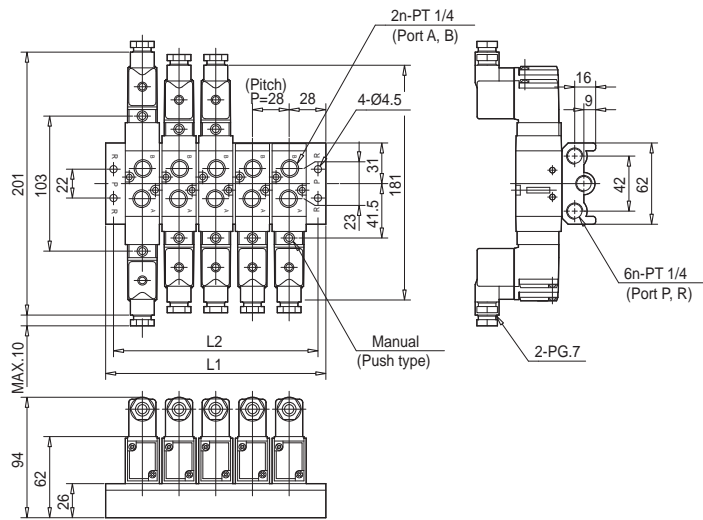 2n-PT 1/4
(Port A, B)
(Pitch)
P=28
28
4-Ø4.5
16
9
201
103
22
R
P
R
B
B
B
B
A
A
A
A
R
P
R
31
181
23
41.5
42
62
6n-PT 1/4
(Port P, R)
L2
L1
Manual
(Push type)
2-PG.7
MAX.10
94
62
26